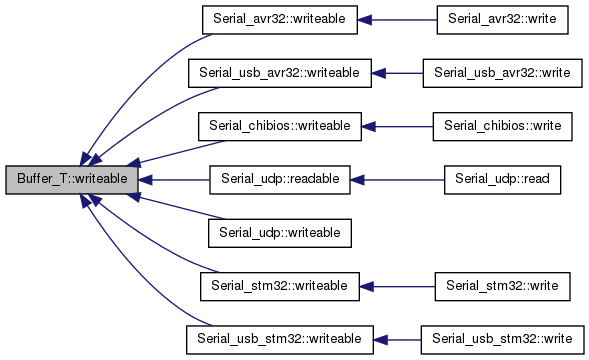 Serial_avr32::writeable
Serial_avr32::write
Serial_usb_avr32::writeable
Serial_usb_avr32::write
Serial_chibios::writeable
Serial_chibios::write
Buffer_T::writeable
Serial_udp::readable
Serial_udp::read
Serial_udp::writeable
Serial_stm32::writeable
Serial_stm32::write
Serial_usb_stm32::writeable
Serial_usb_stm32::write